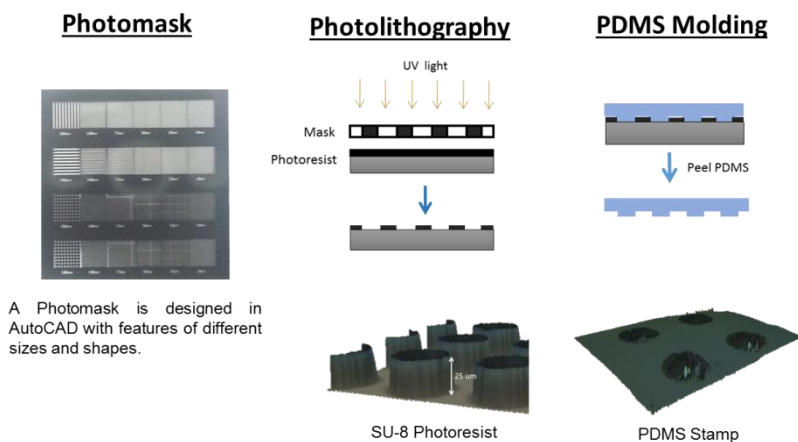 Photomask
Photolithography
PDMS Molding
UV light
Mask
Photoresist
Peel PDMS
A Photomask is designed in
AutoCAD with features of different
sizes and shapes.
25 um
SU-8 Photoresist
PDMS Stamp